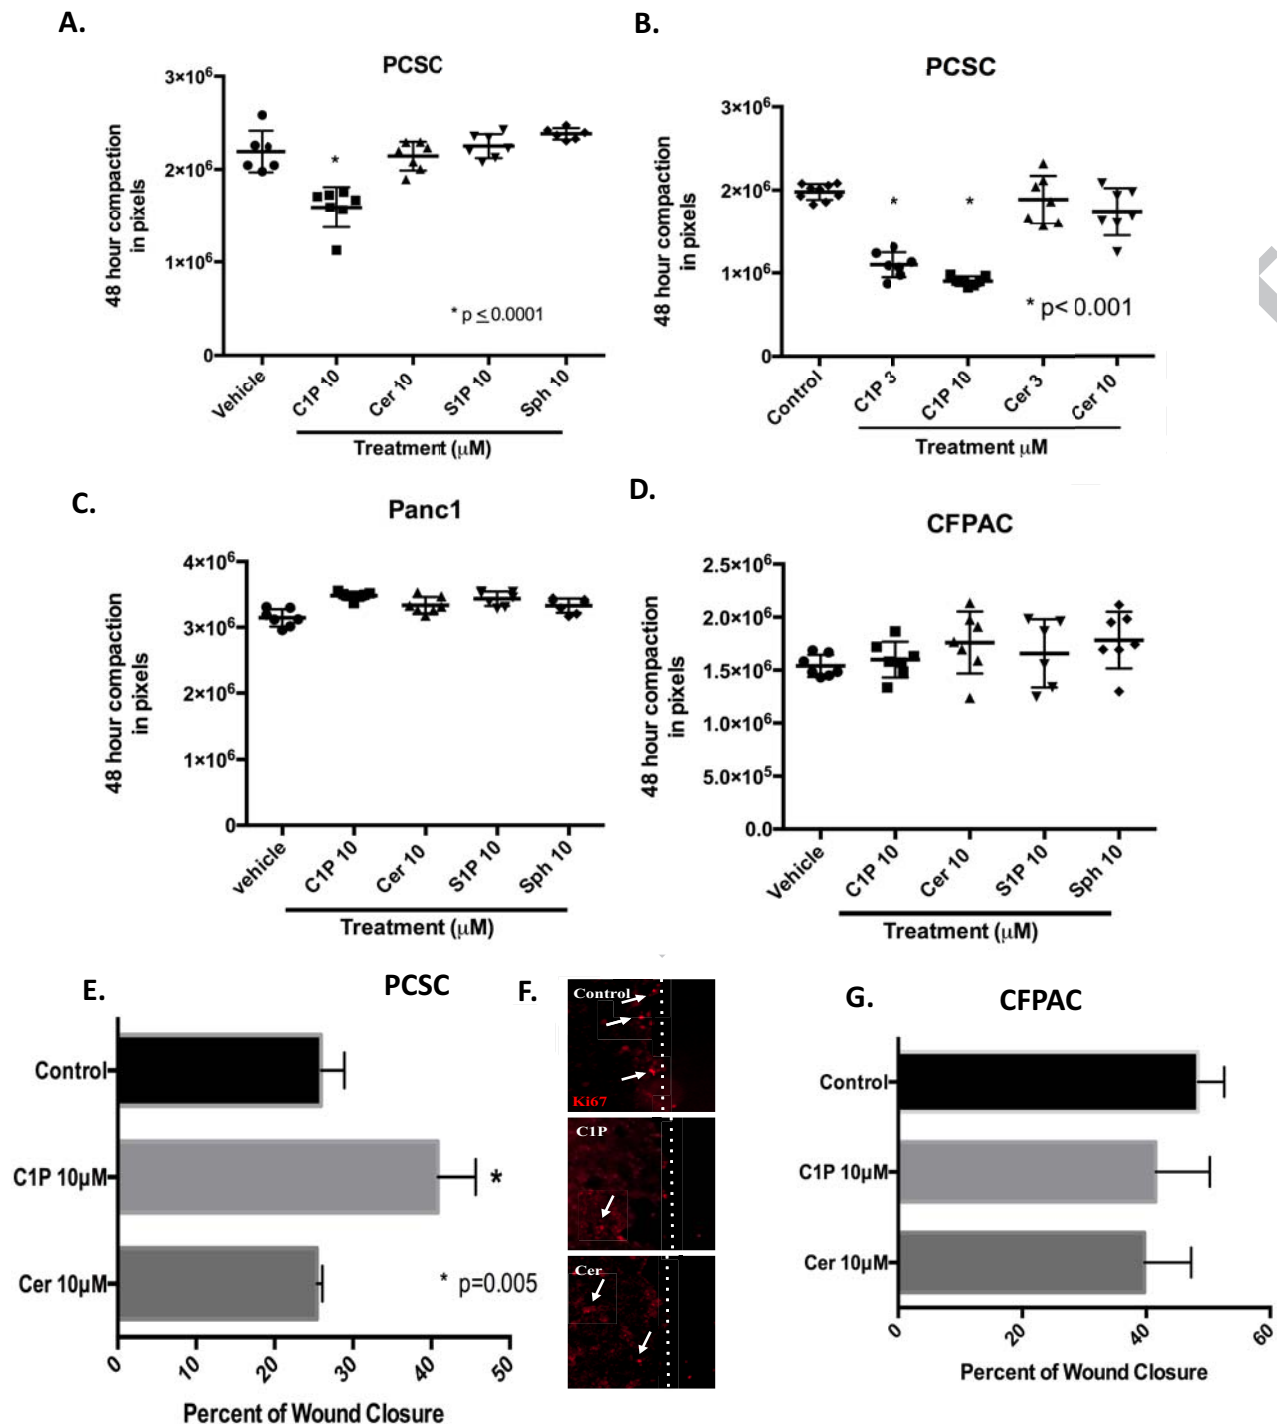 A.
PCSC
48 hour compaction
in pixels
3×10⁶
2×10⁶
1×10⁶
0
*
* p ≤ 0.0001
Vehicle
C1P 10
Cer 10
S1P 10
Sph 10
Treatment (μM)
B.
PCSC
48 hour compaction
in pixels
3×10⁶
2×10⁶
1×10⁶
0
*
*
* p< 0.001
Control
C1P 3
C1P 10
Cer 3
Cer 10
Treatment μM
C.
Panc1
48 hour compaction
in pixels
4×10⁶
3×10⁶
2×10⁶
1×10⁶
0
vehicle
C1P 10
Cer 10
S1P 10
Sph 10
Treatment (μM)
D.
CFPAC
48 hour compaction
in pixels
2.5×10⁶
2.0×10⁶
1.5×10⁶
1.0×10⁶
5.0×10⁵
0.0
Vehicle
C1P 10
Cer 10
S1P 10
Sph 10
Treatment (μM)
E.
PCSC
Control
C1P 10μM
*
Cer 10μM
* p=0.005
0
10
20
30
40
50
Percent of Wound Closure
F.
Control
Ki67
C1P
Cer
G.
CFPAC
Control
C1P 10μM
Cer 10μM
0
20
40
60
Percent of Wound Closure